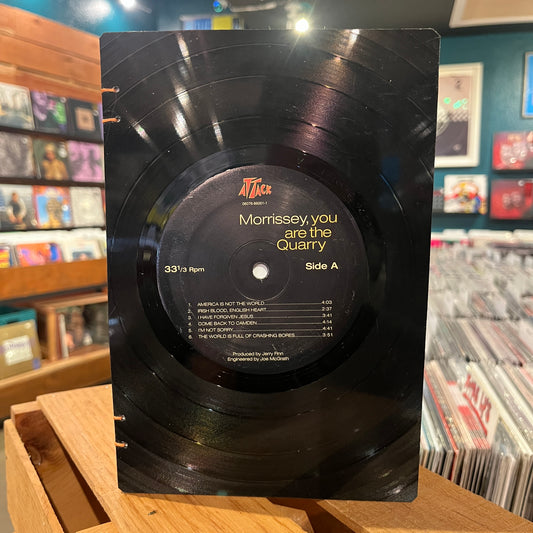 ATTACK
06076-86001-1
Morrissey, you
are the
Quarry
33 1/3 Rpm
Side A
1. AMERICA IS NOT THE WORLD 4:03
2. IRISH BLOOD, ENGLISH HEART 2:37
3. I HAVE FORGIVEN JESUS 3:41
4. COME BACK TO CAMDEN 4:14
5. I'M NOT SORRY 4:41
6. THE WORLD IS FULL OF CRASHING BORES 3:51
Produced by Jerry Finn
Engineered by Joe McGrath